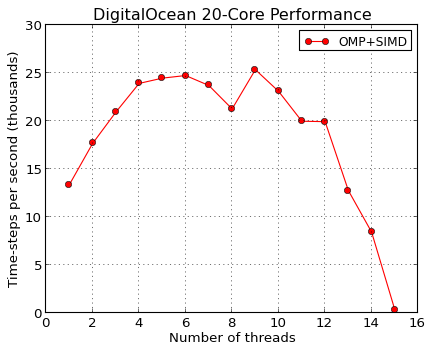 DigitalOcean 20-Core Performance
OMP+SIMD
Time-steps per second (thousands)
30
25
20
15
10
5
0
0 2 4 6 8 10 12 14 16
Number of threads